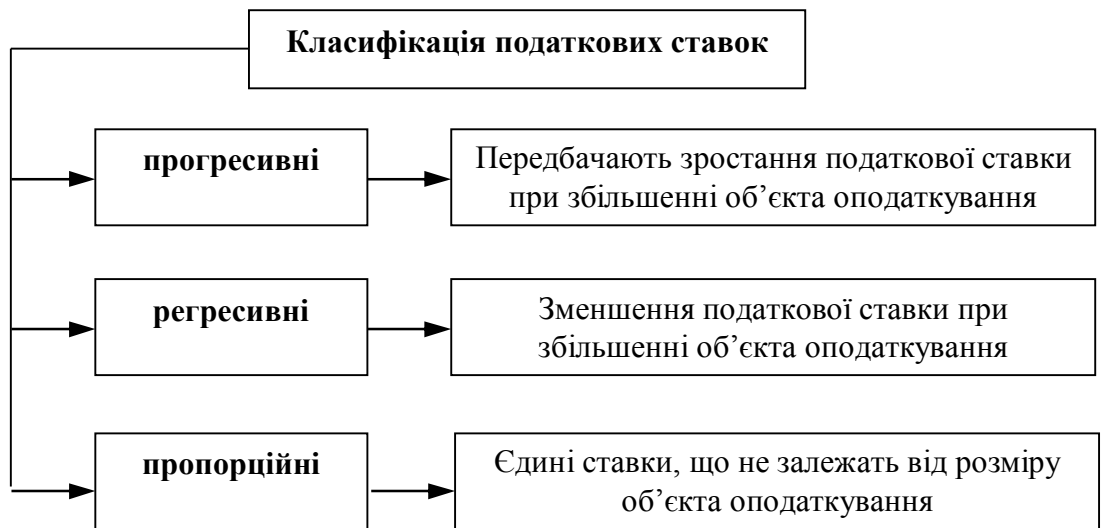 Класифікація податкових ставок
прогресивні
Передбачають зростання податкової ставки
при збільшенні об’єкта оподаткування
регресивні
Зменшення податкової ставки при
збільшенні об’єкта оподаткування
пропорційні
Єдині ставки, що не залежать від розміру
об’єкта оподаткування